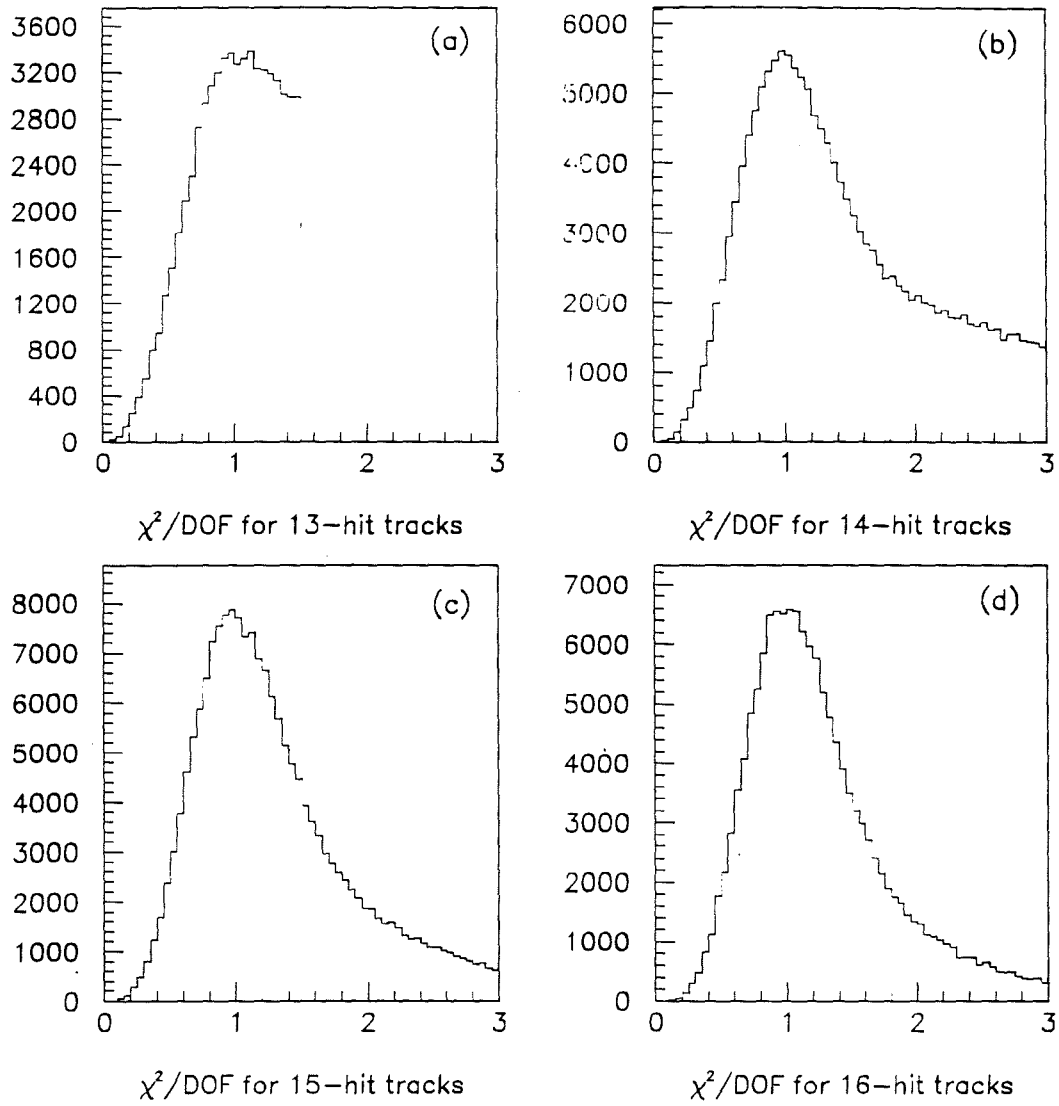 (a)
3600
3200
2800
2400
2000
1600
1200
800
400
0
0 1 2 3
χ²/DOF for 13-hit tracks
(b)
6000
5000
4000
3000
2000
1000
0
0 1 2 3
χ²/DOF for 14-hit tracks
(c)
8000
7000
6000
5000
4000
3000
2000
1000
0
0 1 2 3
χ²/DOF for 15-hit tracks
(d)
7000
6000
5000
4000
3000
2000
1000
0
0 1 2 3
χ²/DOF for 16-hit tracks